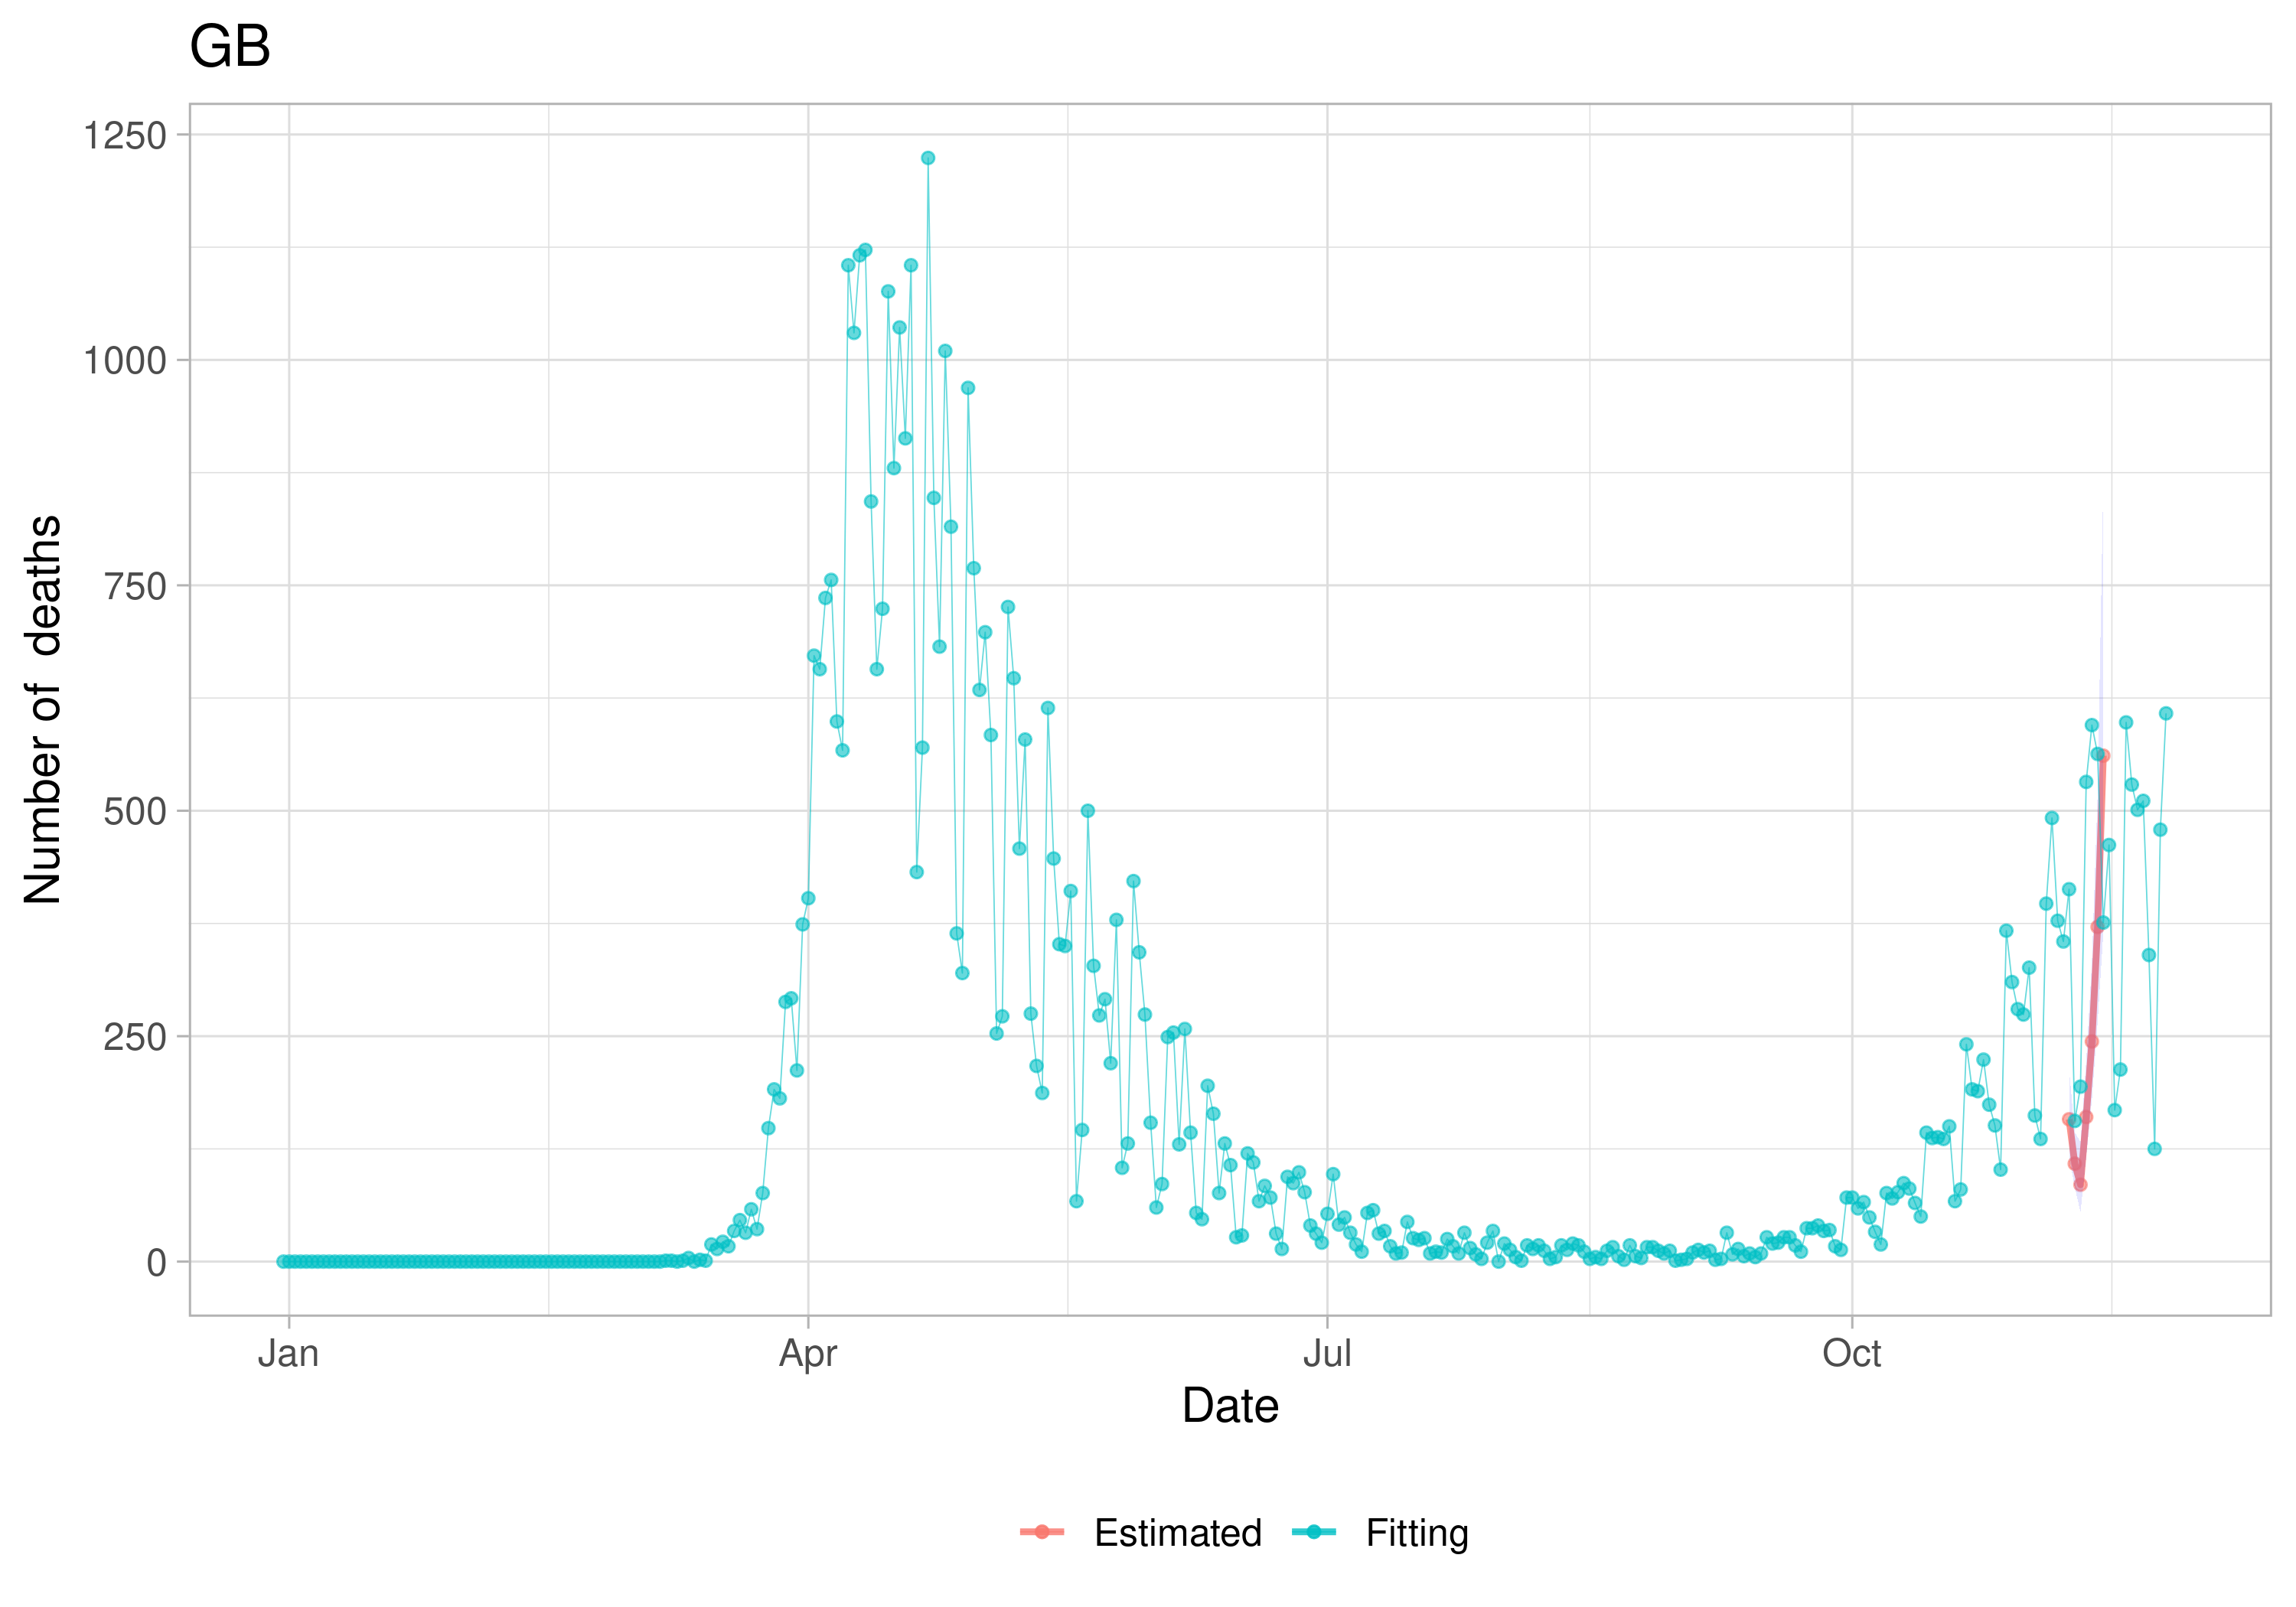 GB
1250
1000
750
500
250
0
Number of deaths
Jan Apr Jul Oct
Date
Estimated Fitting